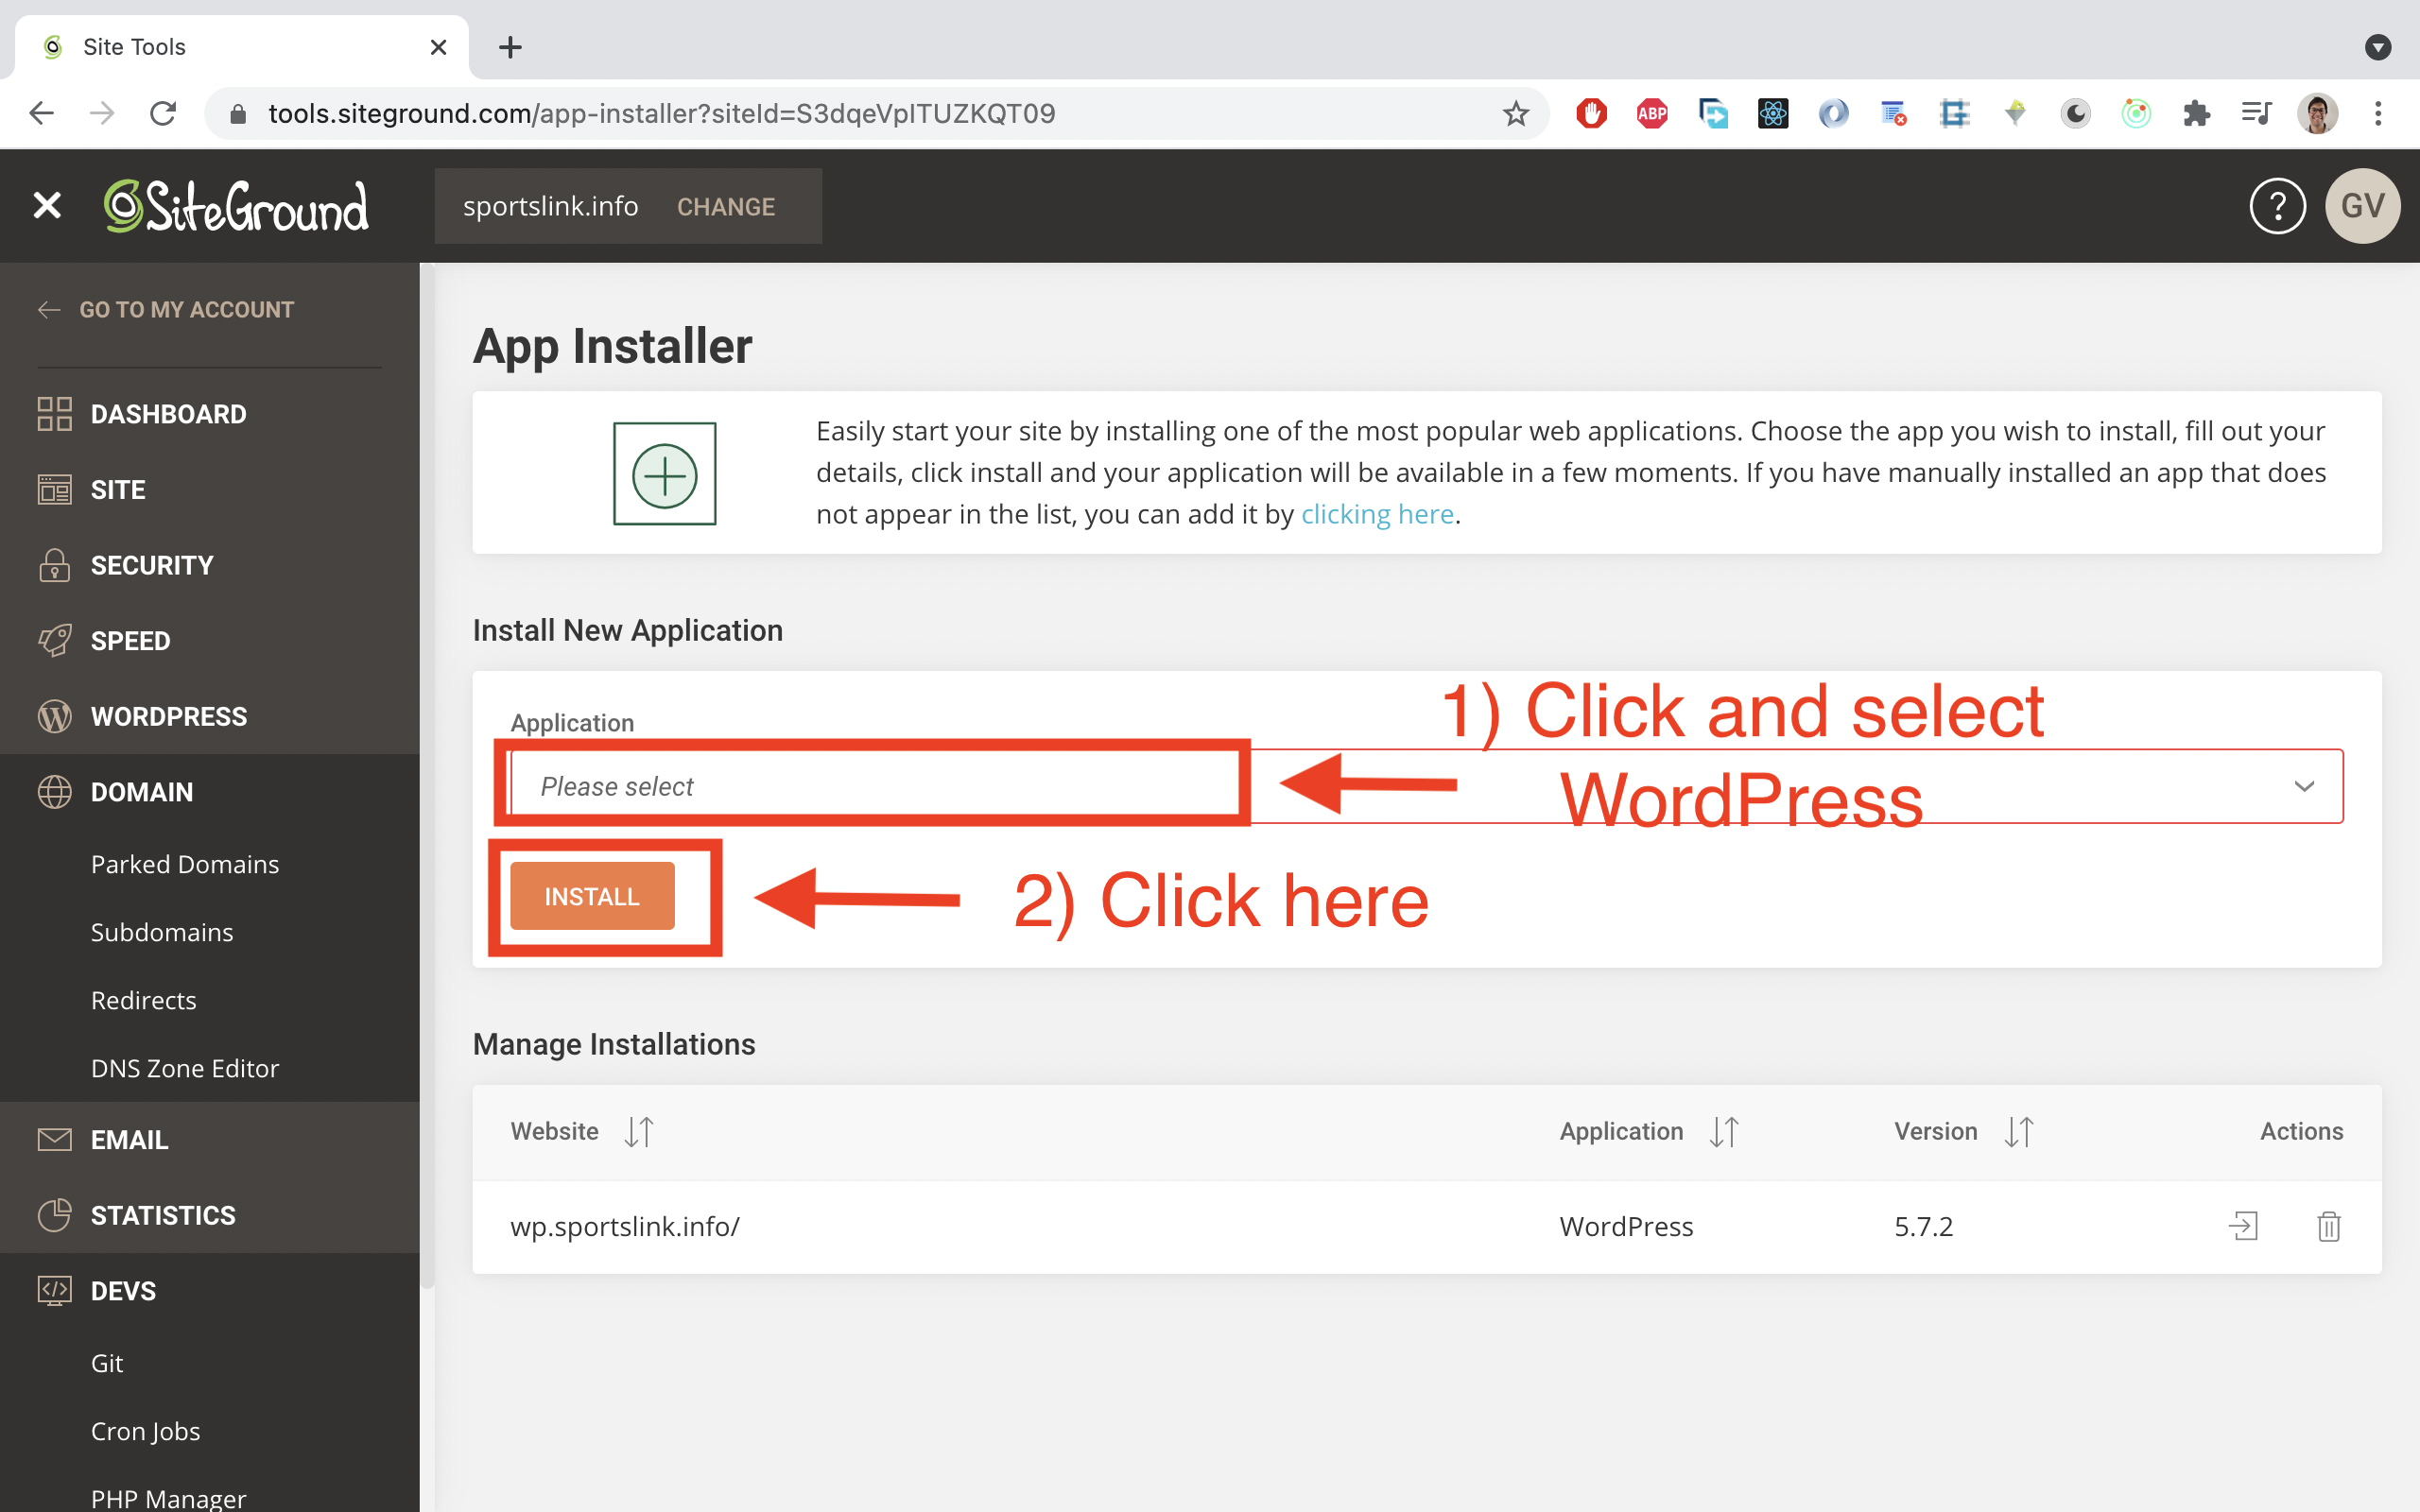 Site Tools
tools.siteground.com/app-installer?siteId=S3dqeVpITUZKQT09
ABP
SiteGround
sportslink.info CHANGE
?
GV
GO TO MY ACCOUNT
DASHBOARD
SITE
SECURITY
SPEED
WORDPRESS
DOMAIN
Parked Domains
Subdomains
Redirects
DNS Zone Editor
EMAIL
STATISTICS
DEVS
Git
Cron Jobs
PHP Manager
App Installer
Easily start your site by installing one of the most popular web applications. Choose the app you wish to install, fill out your
details, click install and your application will be available in a few moments. If you have manually installed an app that does
not appear in the list, you can add it by clicking here.
Install New Application
Application
Please select
1) Click and select
WordPress
INSTALL
2) Click here
Manage Installations
Website Application Version Actions
wp.sportslink.info/ WordPress 5.7.2